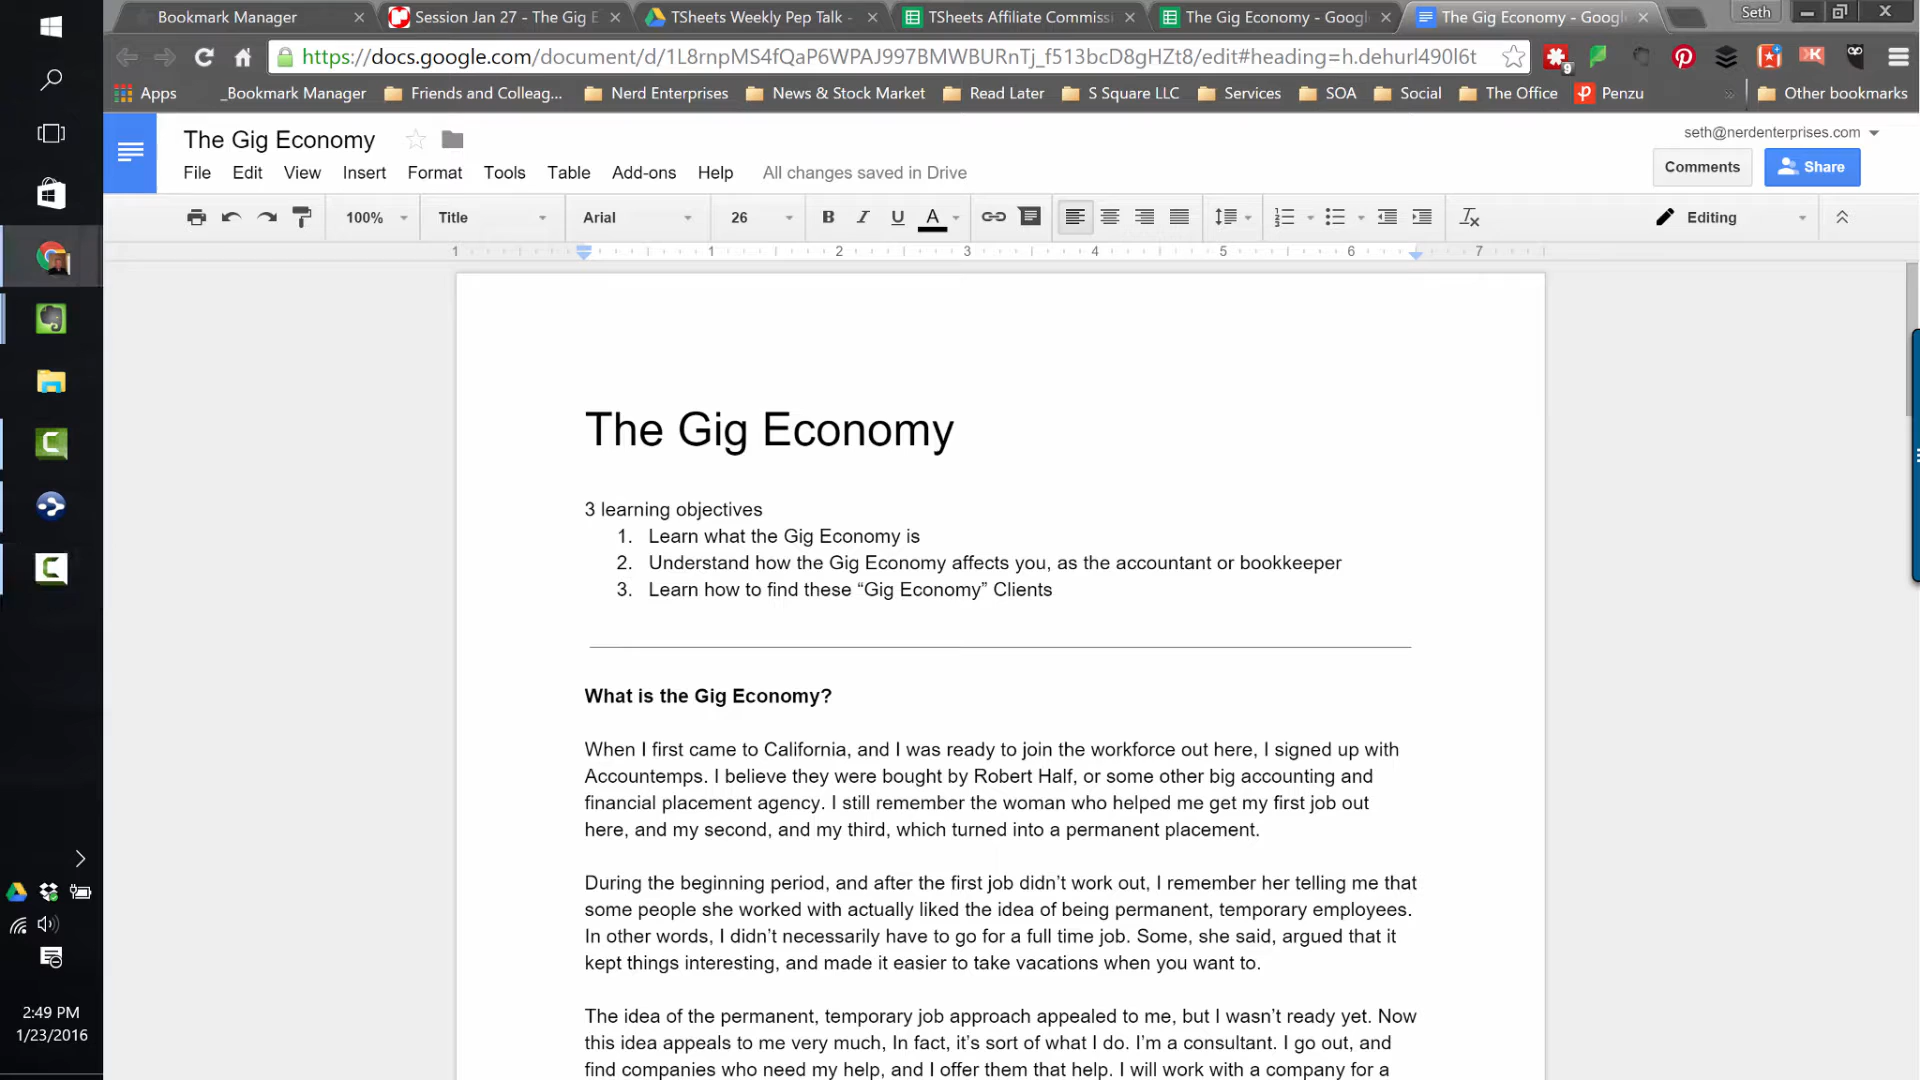 Bookmark Manager
Session Jan 27 - The Gig E
TSheets Weekly Pep Talk -
TSheets Affiliate Commissi
The Gig Economy - Googl
The Gig Economy - Googl
Seth
https://docs.google.com/document/d/1L8rnpMS4fQaP6WPAJ997BMWBURnTj_f513bcD8gHZt8/edit#heading=h.dehurl490l6t
9
Apps
_Bookmark Manager
Friends and Colleag...
Nerd Enterprises
News & Stock Market
Read Later
S Square LLC
Services
SOA
Social
The Office
Penzu
»
Other bookmarks
The Gig Economy
seth@nerdenterprises.com
File Edit View Insert Format Tools Table Add-ons Help All changes saved in Drive
Comments
Share
100% Title Arial 26 B I U A Editing
1 1 2 3 4 5 6 7
The Gig Economy
3 learning objectives
1. Learn what the Gig Economy is
2. Understand how the Gig Economy affects you, as the accountant or bookkeeper
3. Learn how to find these “Gig Economy” Clients
What is the Gig Economy?
When I first came to California, and I was ready to join the workforce out here, I signed up with
Accountemps. I believe they were bought by Robert Half, or some other big accounting and
financial placement agency. I still remember the woman who helped me get my first job out
here, and my second, and my third, which turned into a permanent placement.
During the beginning period, and after the first job didn’t work out, I remember her telling me that
some people she worked with actually liked the idea of being permanent, temporary employees.
In other words, I didn’t necessarily have to go for a full time job. Some, she said, argued that it
kept things interesting, and made it easier to take vacations when you want to.
The idea of the permanent, temporary job approach appealed to me, but I wasn’t ready yet. Now
this idea appeals to me very much, In fact, it’s sort of what I do. I’m a consultant. I go out, and
find companies who need my help, and I offer them that help. I will work with a company for a
2:49 PM
1/23/2016